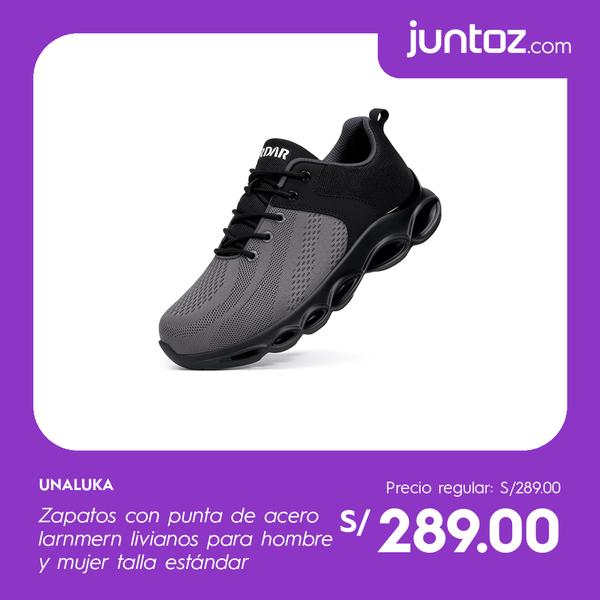 juntoz.com
RDAR
UNALUKA
Precio regular: S/289.00
Zapatos con punta de acero
larnmern livianos para hombre
y mujer talla estándar
S/ 289.00